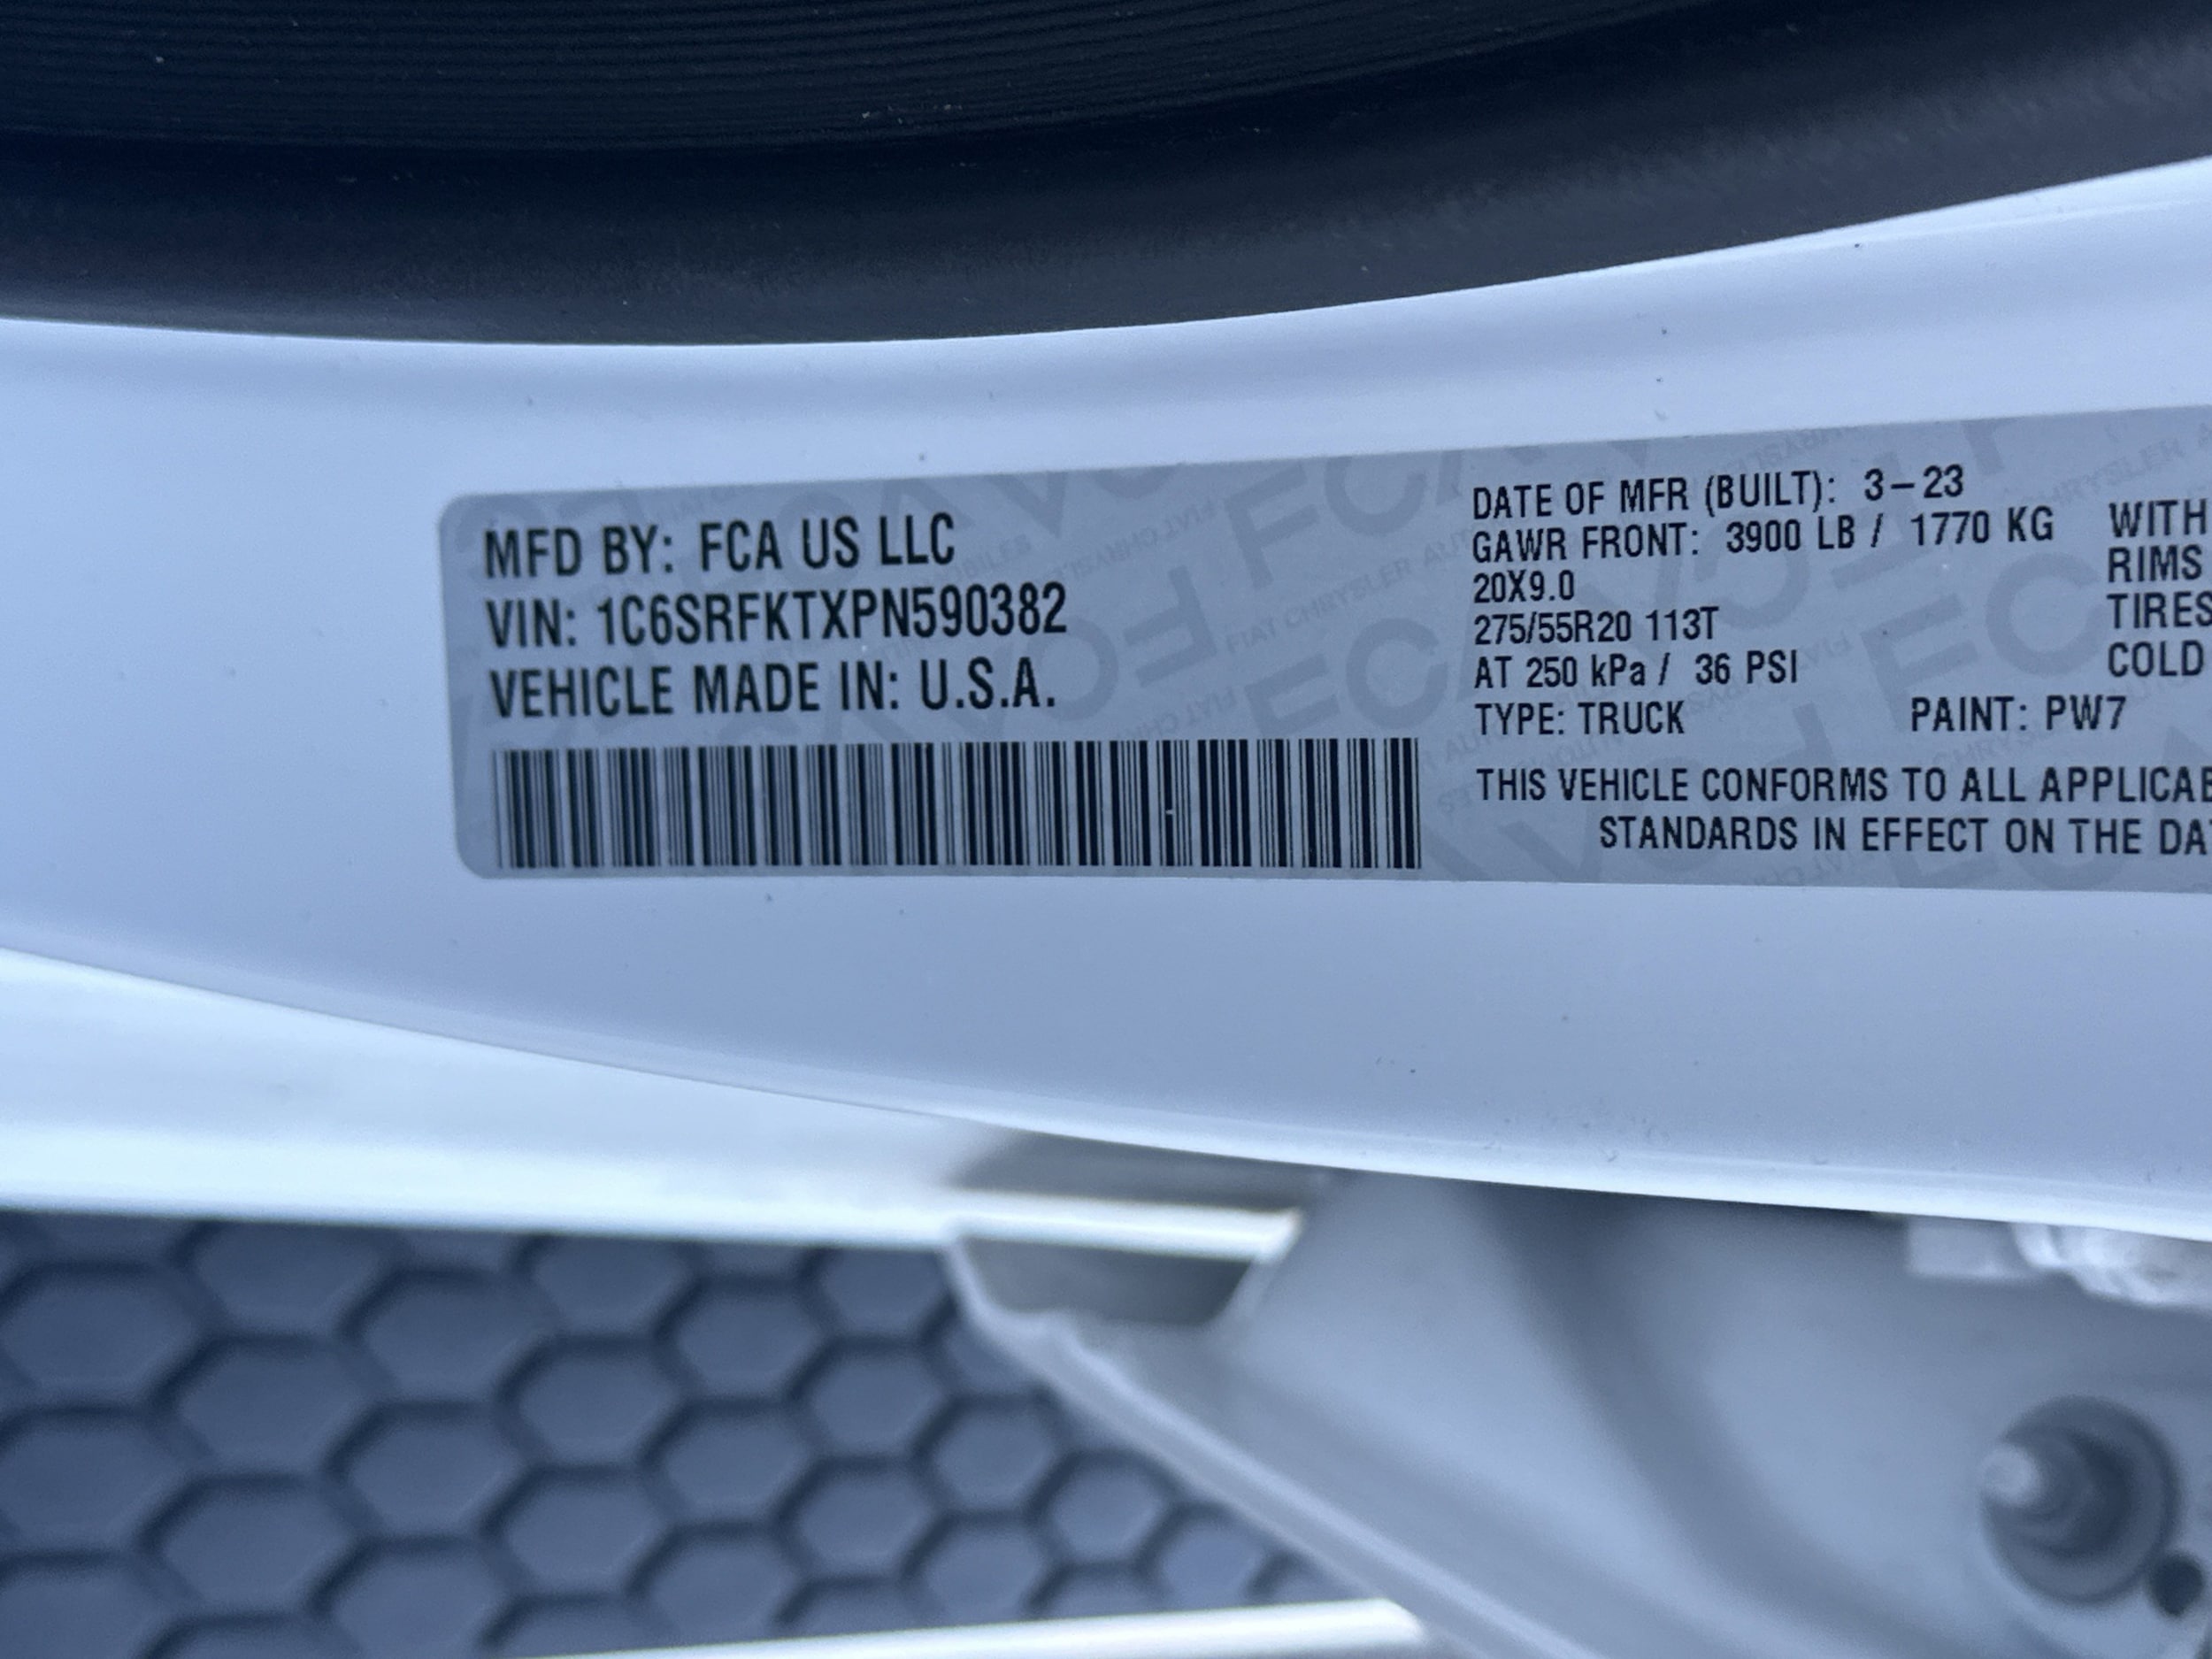 MFD BY: FCA US LLC
VIN: 1C6SRFKTXPN590382
VEHICLE MADE IN: U.S.A.
DATE OF MFR (BUILT): 3-23
GAWR FRONT: 3900 LB / 1770 KG WITH
20X9.0 RIMS
275/55R20 113T TIRES
AT 250 kPa / 36 PSI COLD
TYPE: TRUCK PAINT: PW7
THIS VEHICLE CONFORMS TO ALL
STANDARDS IN EFFECT ON THE